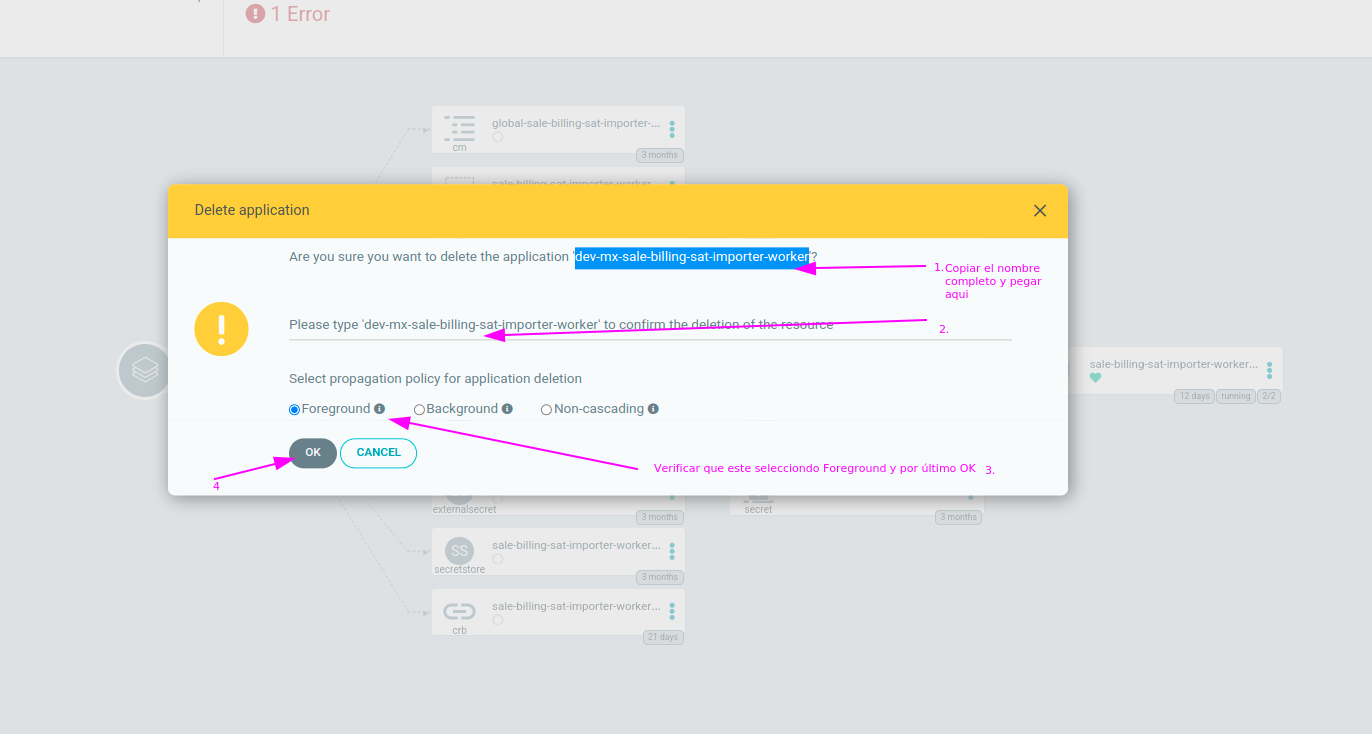 1 Error
global-sale-billing-sat-importer-...
crn
3 months
sale-billing-sat-importer-worker
Delete application
Are you sure you want to delete the application 'dev-mx-sale-billing-sat-importer-worker'?
1. Copiar el nombre
completo y pegar
aqui
Please type 'dev-mx-sale-billing-sat-importer-worker' to confirm the deletion of the resource
2.
sale-billing-sat-importer-worker...
12 days
running
2/2
Select propagation policy for application deletion
Foreground
Background
Non-cascading
OK
CANCEL
Verificar que este selecciondo Foreground y por último OK 3.
4
externalsecret
3 months
secret
3 months
SS
sale-billing-sat-importer-worker...
secretstore
3 months
sale-billing-sat-importer-worker...
crb
21 days